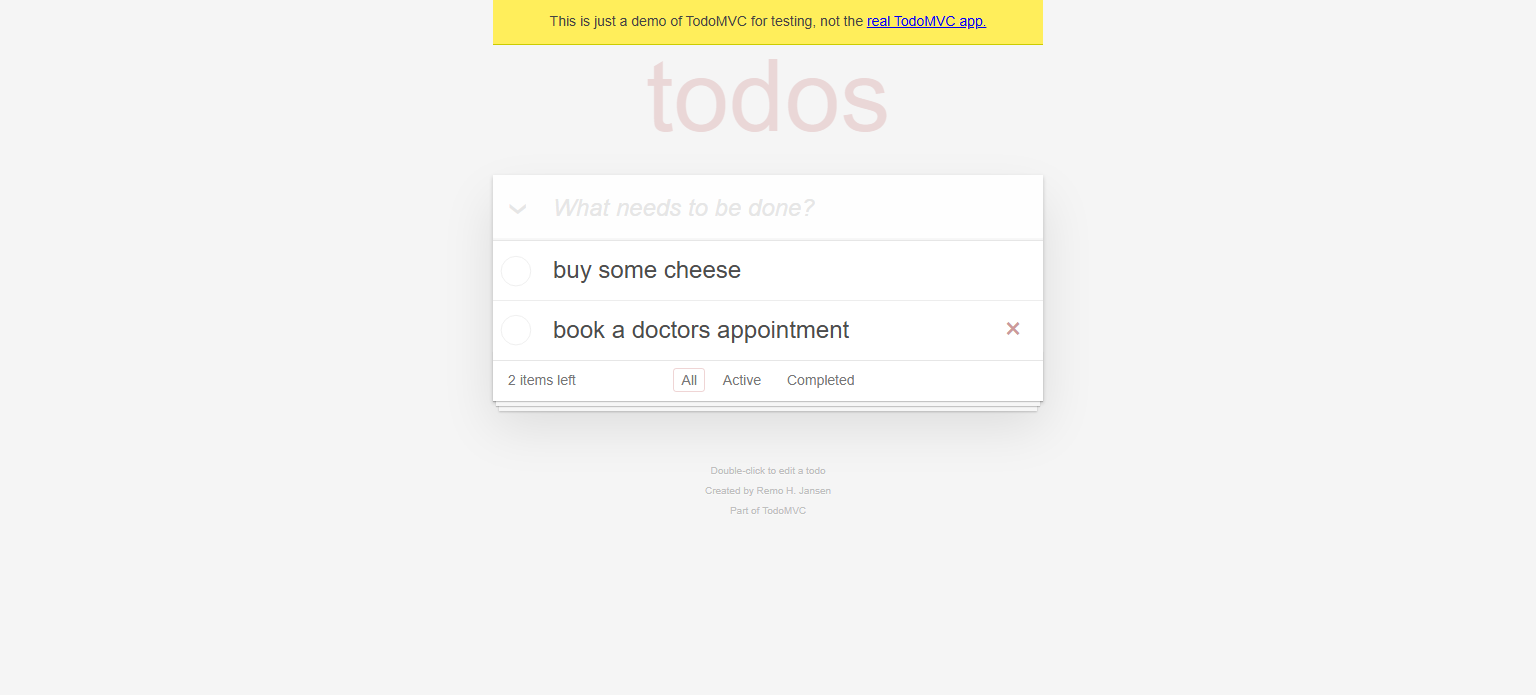 This is just a demo of TodoMVC for testing, not the real TodoMVC app.
todos
What needs to be done?
buy some cheese
book a doctors appointment
2 items left All Active Completed
Double-click to edit a todo
Created by Remo H. Jansen
Part of TodoMVC